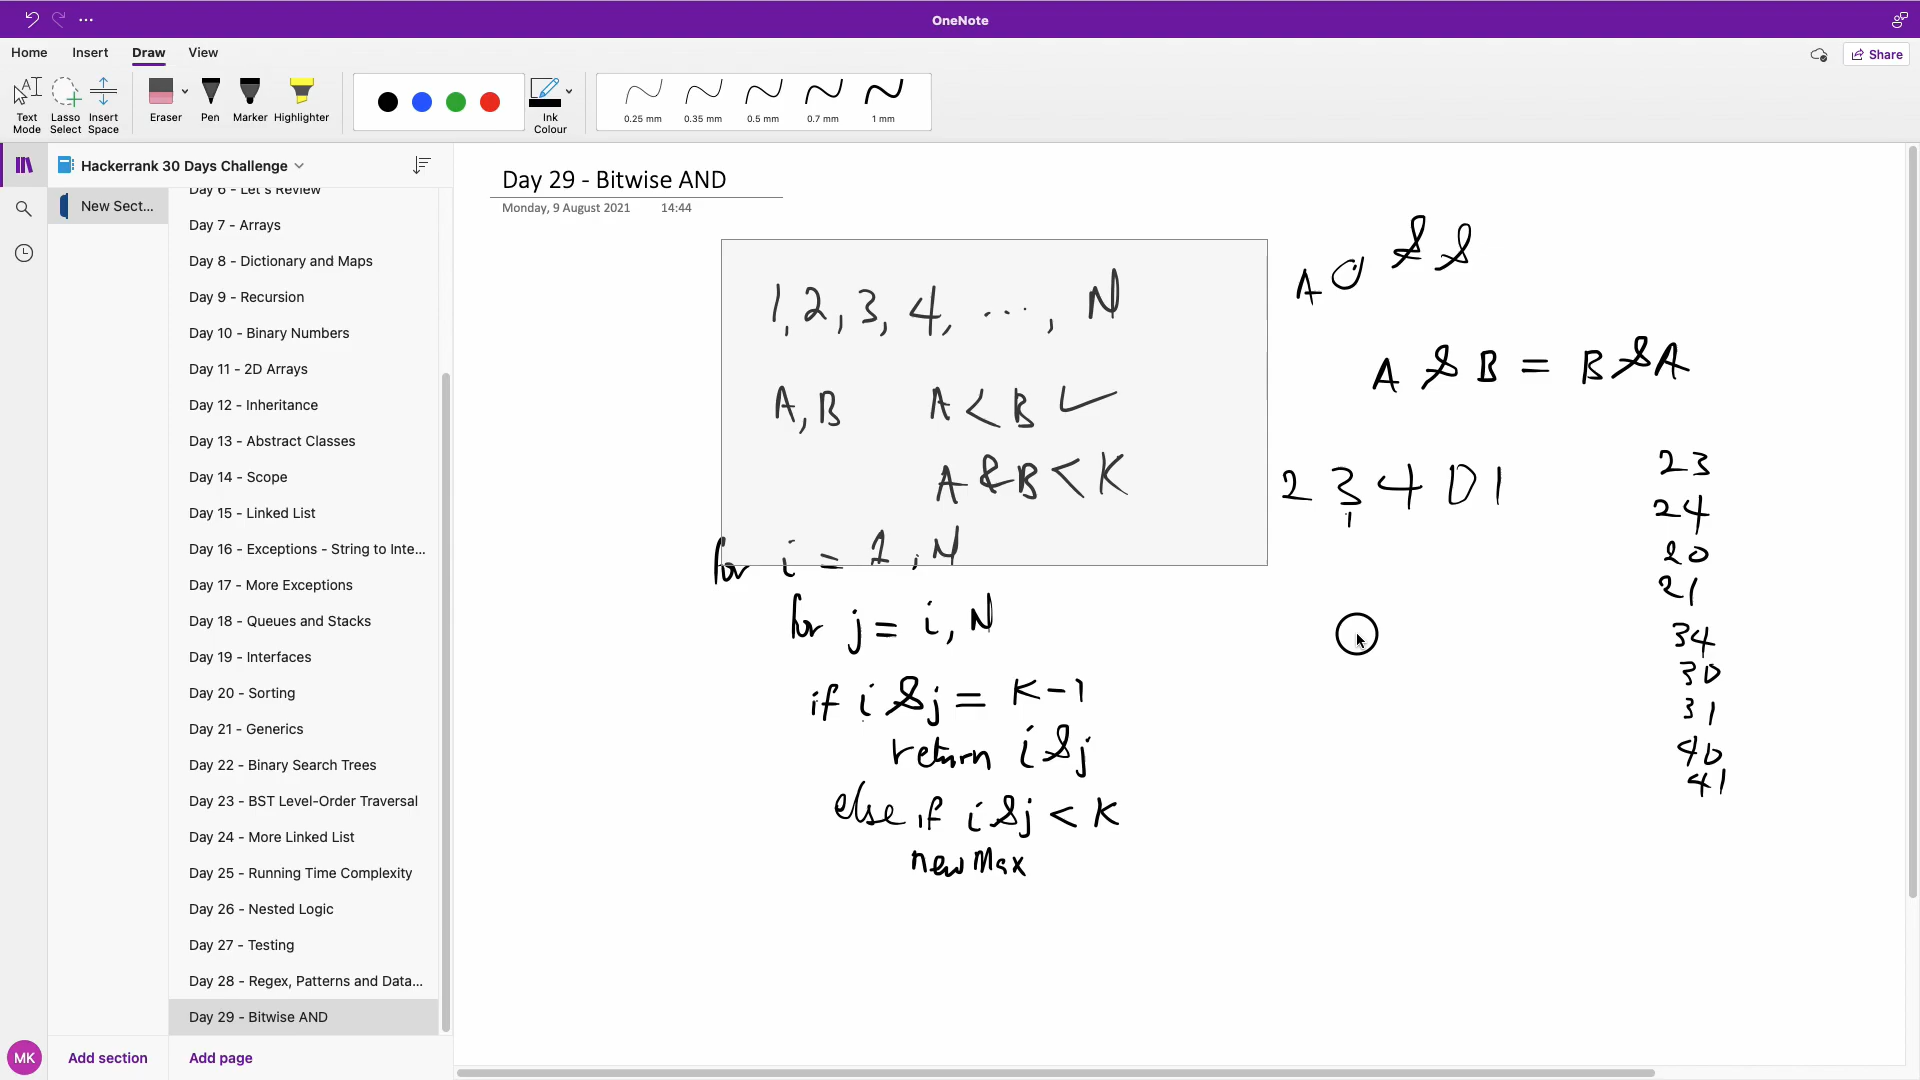 OneNote
Home Insert Draw View
Share
Text Mode
Lasso Select
Insert Space
Eraser
Pen
Marker
Highlighter
Ink Colour
0.25 mm
0.35 mm
0.5 mm
0.7 mm
1 mm
Hackerrank 30 Days Challenge
New Sect...
Day 6 - Let's Review
Day 7 - Arrays
Day 8 - Dictionary and Maps
Day 9 - Recursion
Day 10 - Binary Numbers
Day 11 - 2D Arrays
Day 12 - Inheritance
Day 13 - Abstract Classes
Day 14 - Scope
Day 15 - Linked List
Day 16 - Exceptions - String to Inte...
Day 17 - More Exceptions
Day 18 - Queues and Stacks
Day 19 - Interfaces
Day 20 - Sorting
Day 21 - Generics
Day 22 - Binary Search Trees
Day 23 - BST Level-Order Traversal
Day 24 - More Linked List
Day 25 - Running Time Complexity
Day 26 - Nested Logic
Day 27 - Testing
Day 28 - Regex, Patterns and Data...
Day 29 - Bitwise AND
MK
Add section
Add page
Day 29 - Bitwise AND
Monday, 9 August 2021 14:44
1, 2, 3, 4, ..., N
A, B A < B ✓
A & B < K
for i = 1, N
for j = i, N
if i & j = K-1
return i & j
else if i & j < K
newMax
& &
A & B = B & A
2 3 4 0 1
23
24
20
21
34
30
31
40
41